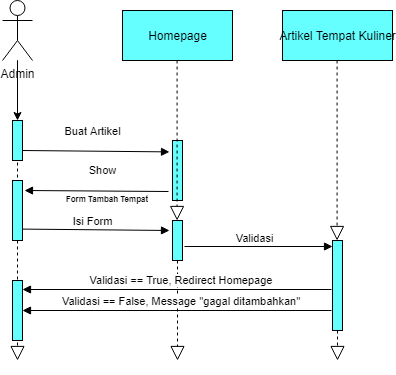 Homepage
Artikel Tempat Kuliner
Admin
Buat Artikel
Show
Form Tambah Tempat
Isi Form
Validasi
Validasi == True, Redirect Homepage
Validasi == False, Message "gagal ditambahkan"